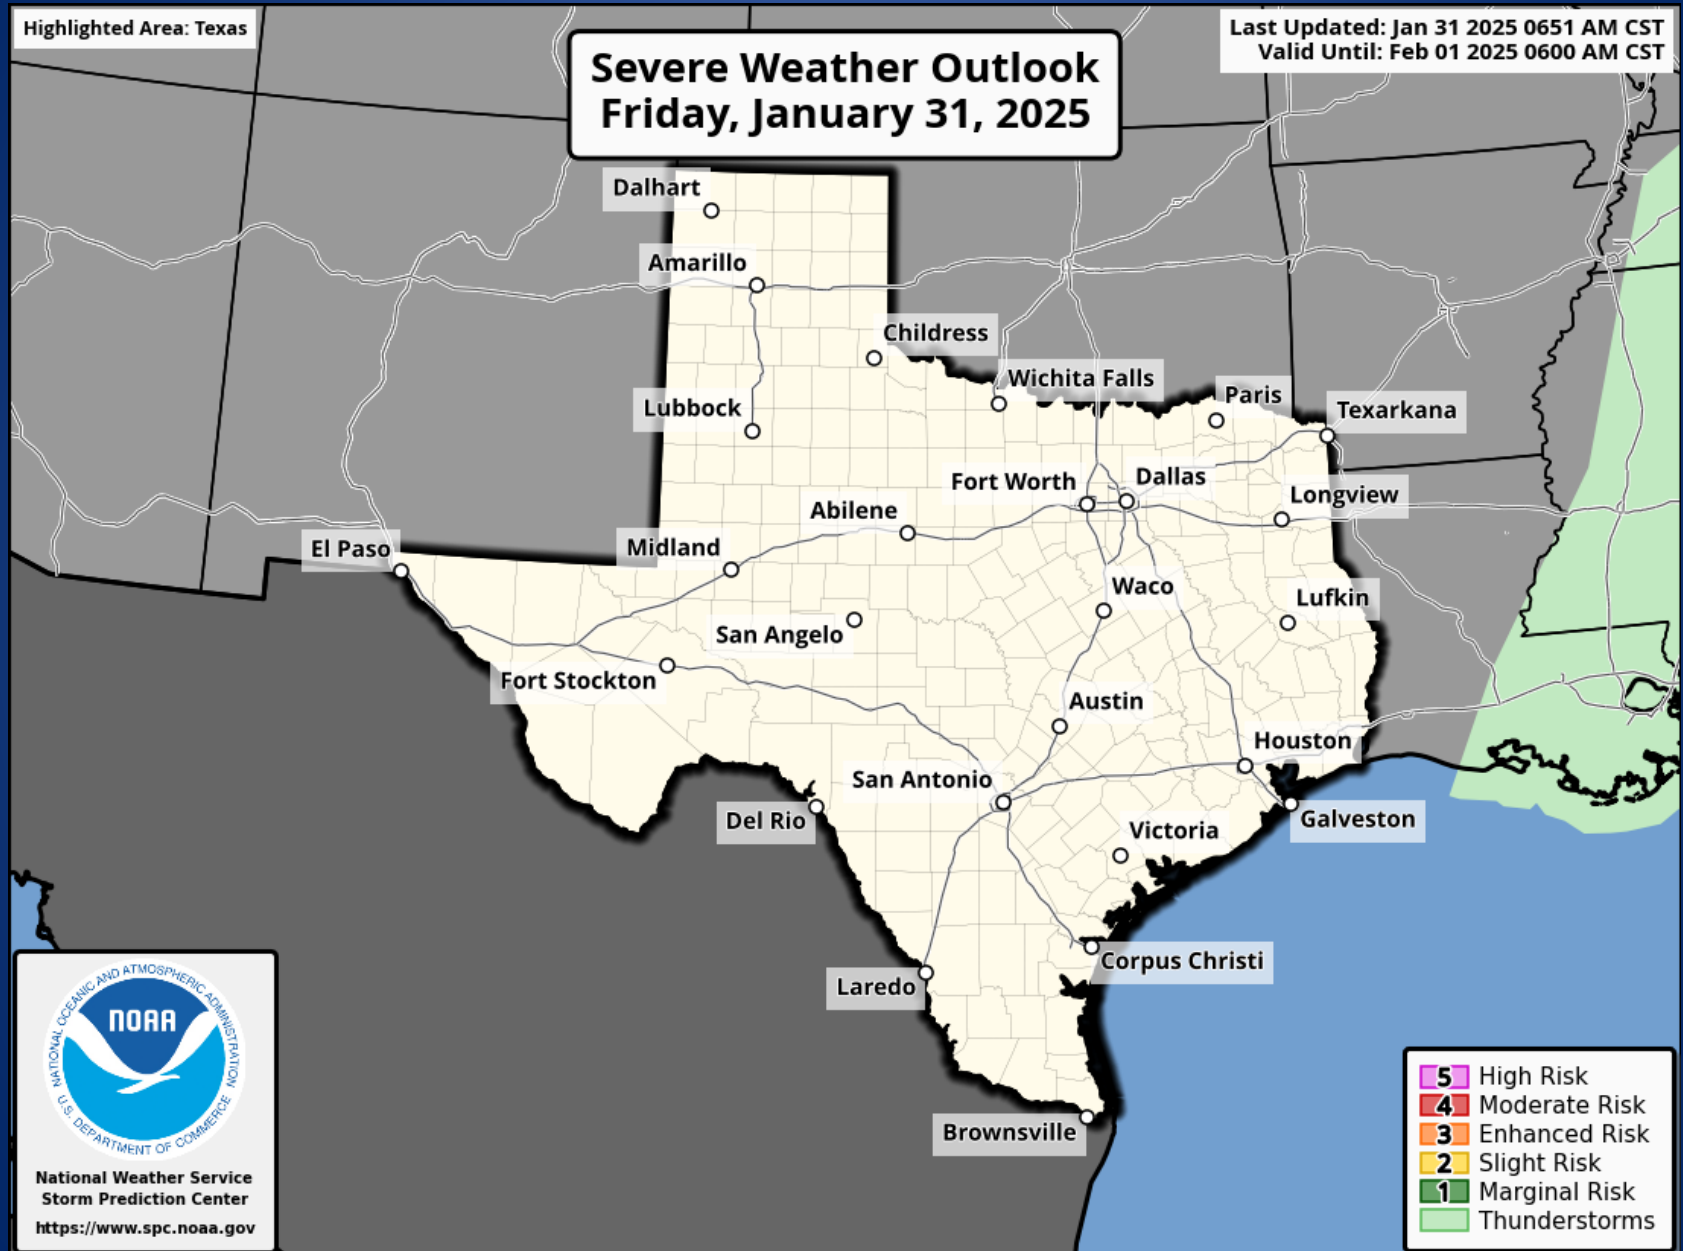 Highlighted Area: Texas
Severe Weather Outlook
Friday, January 31, 2025
Last Updated: Jan 31 2025 0651 AM CST
Valid Until: Feb 01 2025 0600 AM CST
Dalhart
Amarillo
Childress
Wichita Falls
Paris
Texarkana
Lubbock
Fort Worth
Dallas
Longview
Abilene
El Paso
Midland
Waco
Lufkin
San Angelo
Fort Stockton
Austin
Houston
San Antonio
Del Rio
Galveston
Victoria
Corpus Christi
Laredo
Brownsville
NATIONAL OCEANIC AND ATMOSPHERIC ADMINISTRATION
NOAA
U.S. DEPARTMENT OF COMMERCE
National Weather Service
Storm Prediction Center
https://www.spc.noaa.gov
5 High Risk
4 Moderate Risk
3 Enhanced Risk
2 Slight Risk
1 Marginal Risk
Thunderstorms